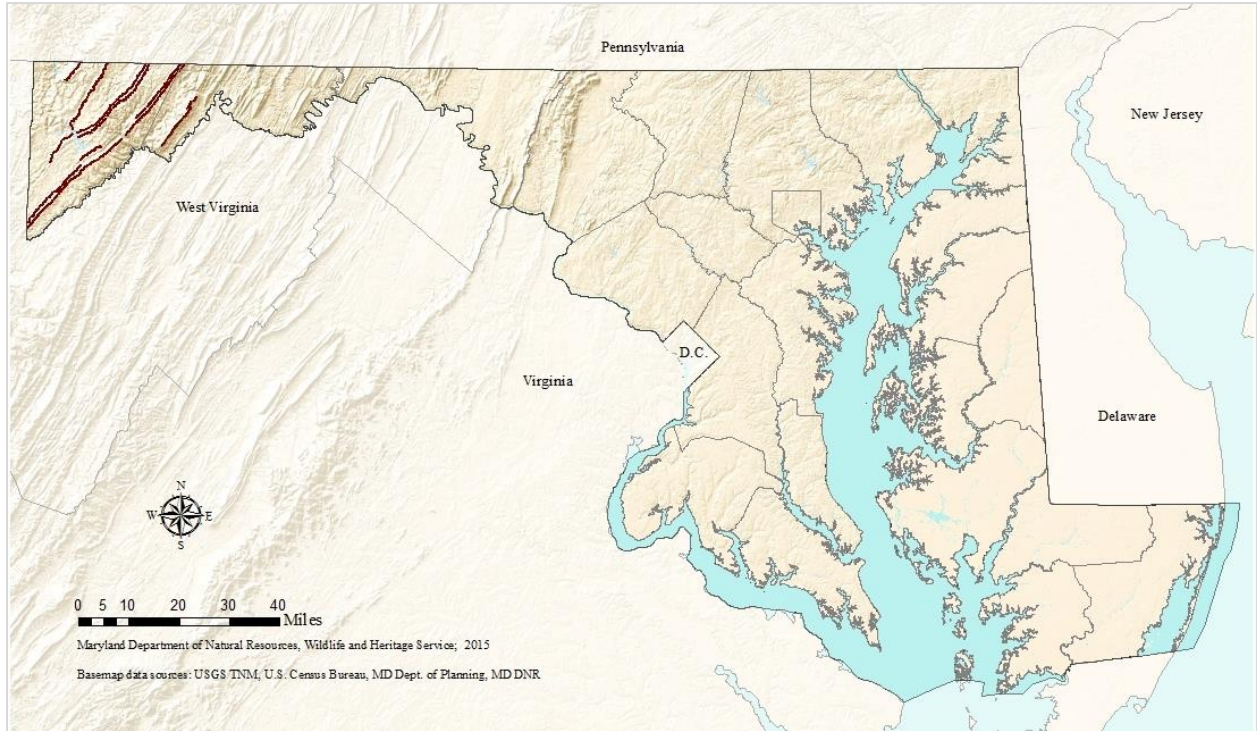 Pennsylvania
New Jersey
West Virginia
D.C.
Virginia
Delaware
N
W E
S
0 5 10 20 30 40
Miles
Maryland Department of Natural Resources, Wildlife and Heritage Service; 2015
Basemap data sources: USGS TNM, U.S. Census Bureau, MD Dept. of Planning, MD DNR